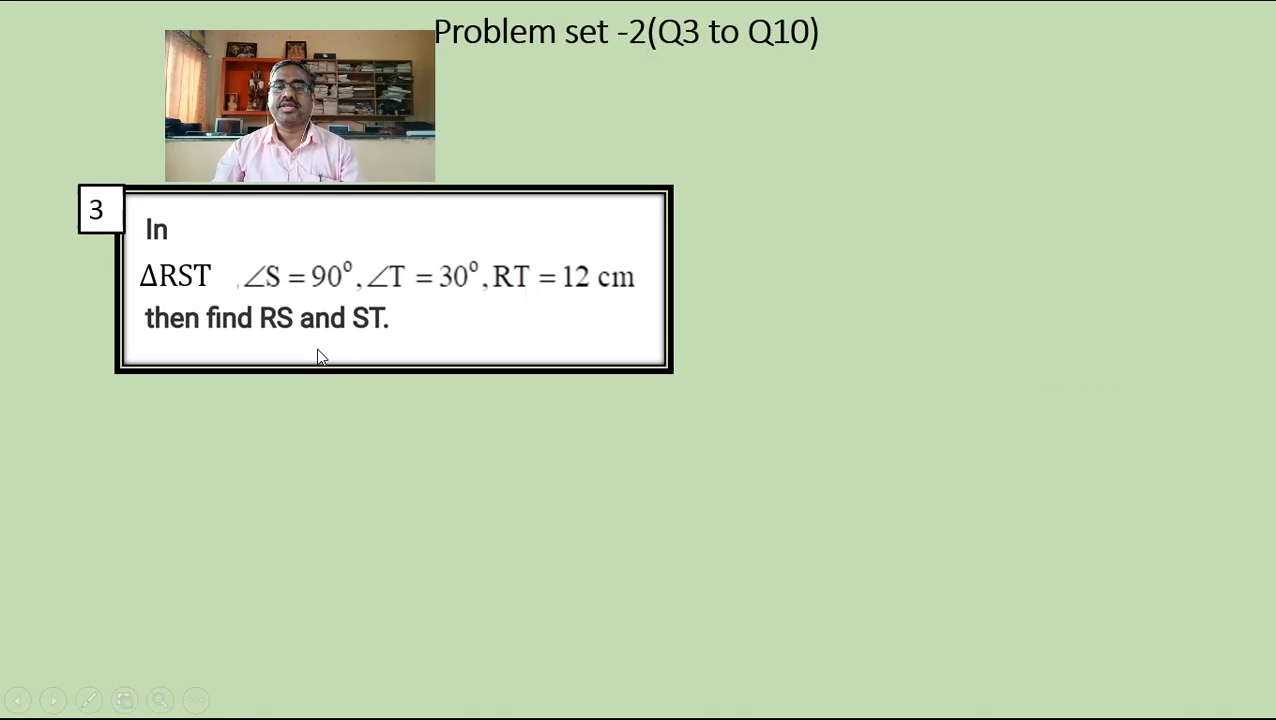 Problem set -2(Q3 to Q10)
3
In
ΔRST ∠S = 90°, ∠T = 30°, RT = 12 cm
then find RS and ST.